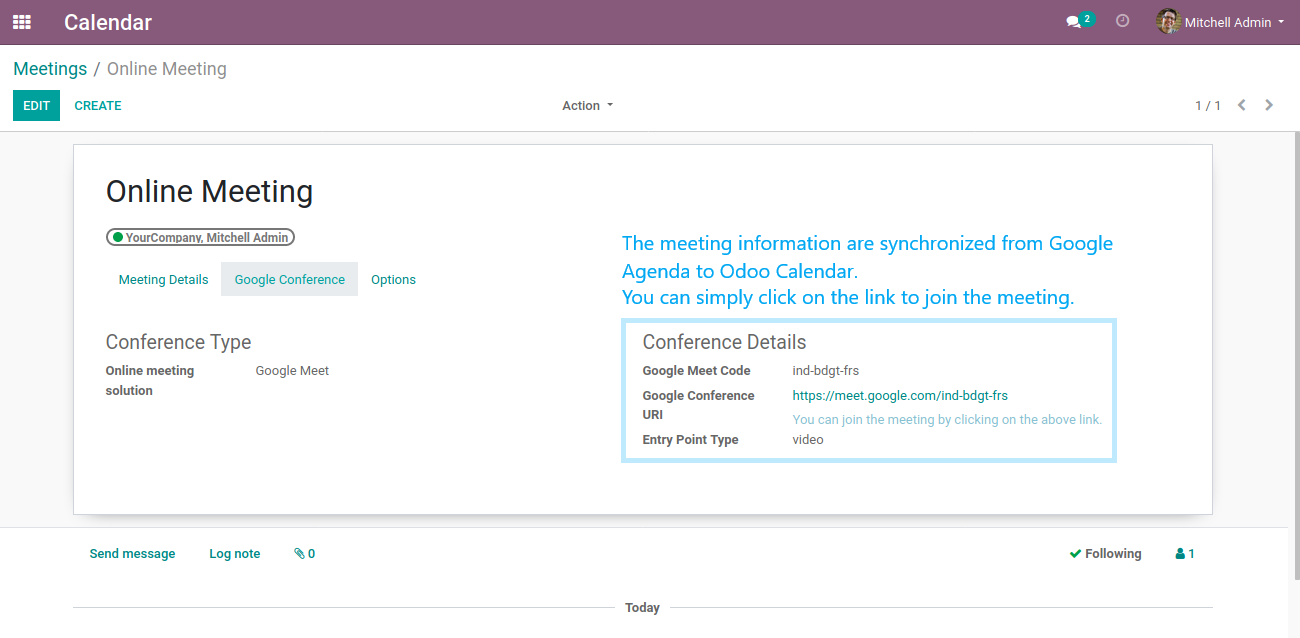 Calendar
2
Mitchell Admin
Meetings / Online Meeting
EDIT CREATE
Action
1 / 1
Online Meeting
YourCompany, Mitchell Admin
Meeting Details Google Conference Options
The meeting information are synchronized from Google
Agenda to Odoo Calendar.
You can simply click on the link to join the meeting.
Conference Type
Online meeting
solution
Google Meet
Conference Details
Google Meet Code ind-bdgt-frs
Google Conference
URI
https://meet.google.com/ind-bdgt-frs
You can join the meeting by clicking on the above link.
Entry Point Type video
Send message Log note 0
Following 1
Today